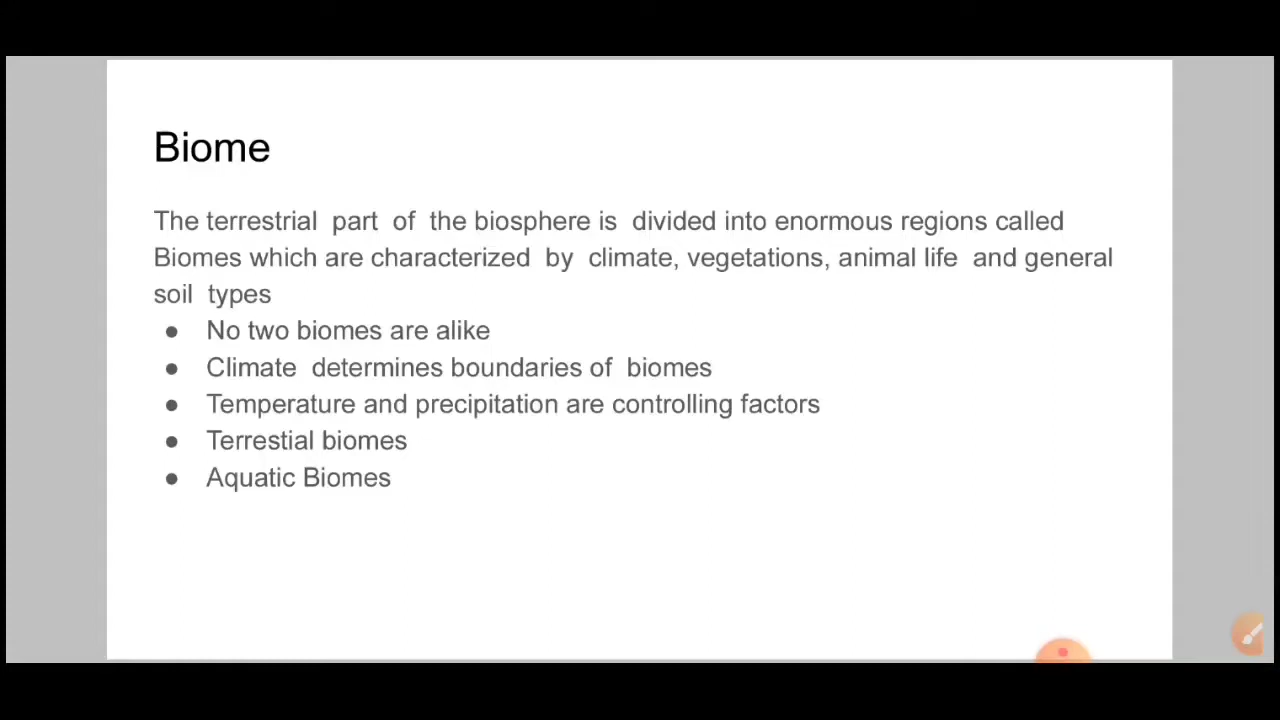 Biome
The terrestrial part of the biosphere is divided into enormous regions called
Biomes which are characterized by climate, vegetations, animal life and general
soil types
● No two biomes are alike
● Climate determines boundaries of biomes
● Temperature and precipitation are controlling factors
● Terrestial biomes
● Aquatic Biomes